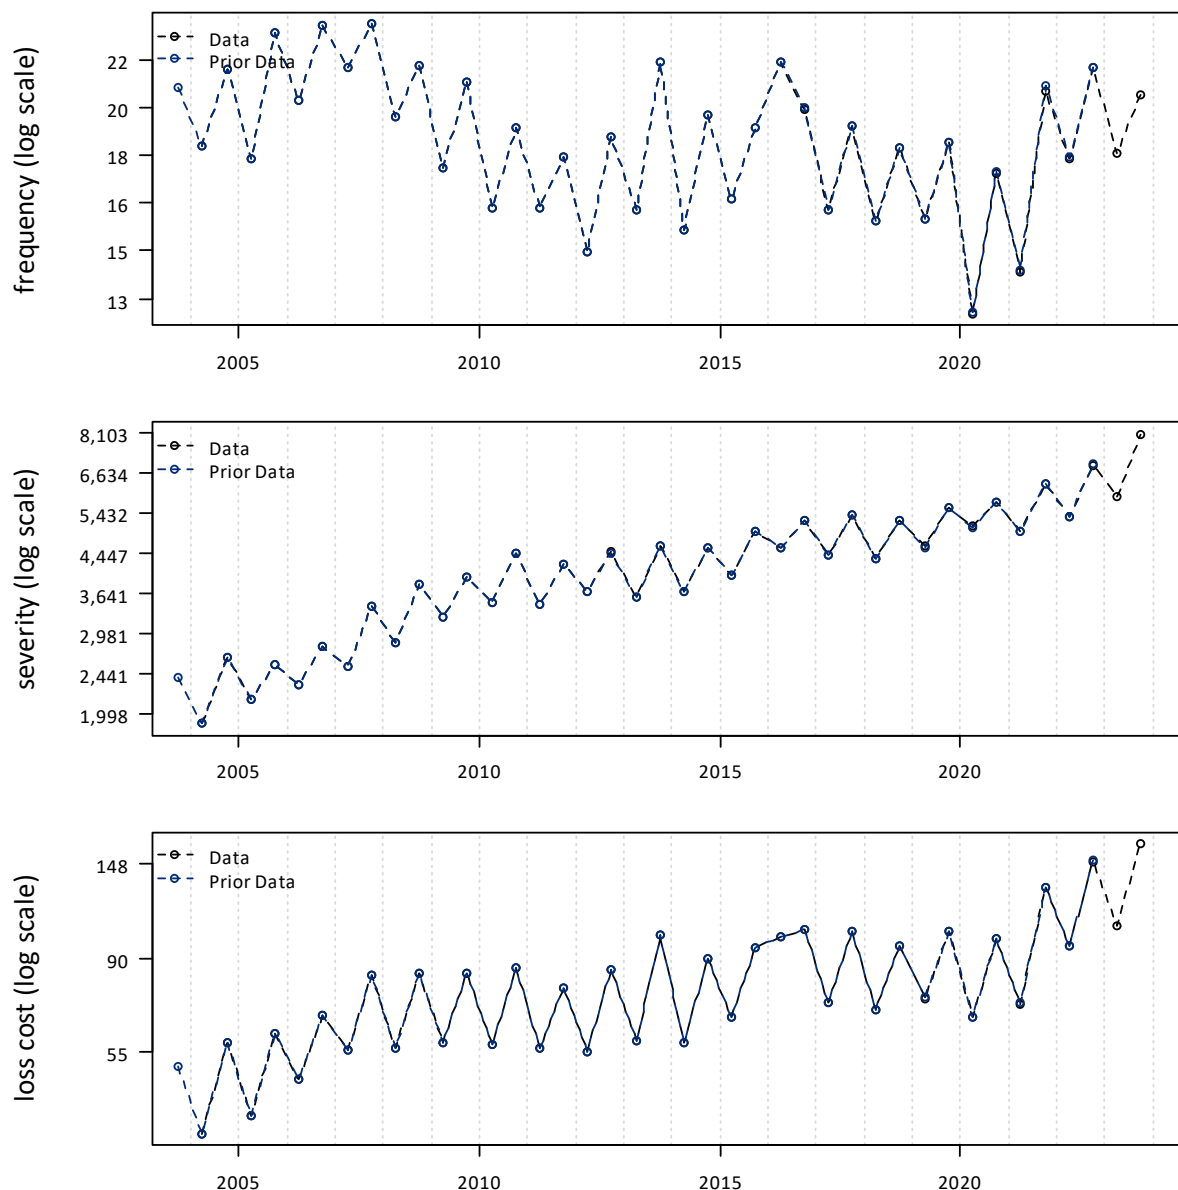 frequency (log scale)
Data
Prior Data
22
20
18
16
15
13
2005 2010 2015 2020
severity (log scale)
Data
Prior Data
8,103
6,634
5,432
4,447
3,641
2,981
2,441
1,998
2005 2010 2015 2020
loss cost (log scale)
Data
Prior Data
148
90
55
2005 2010 2015 2020